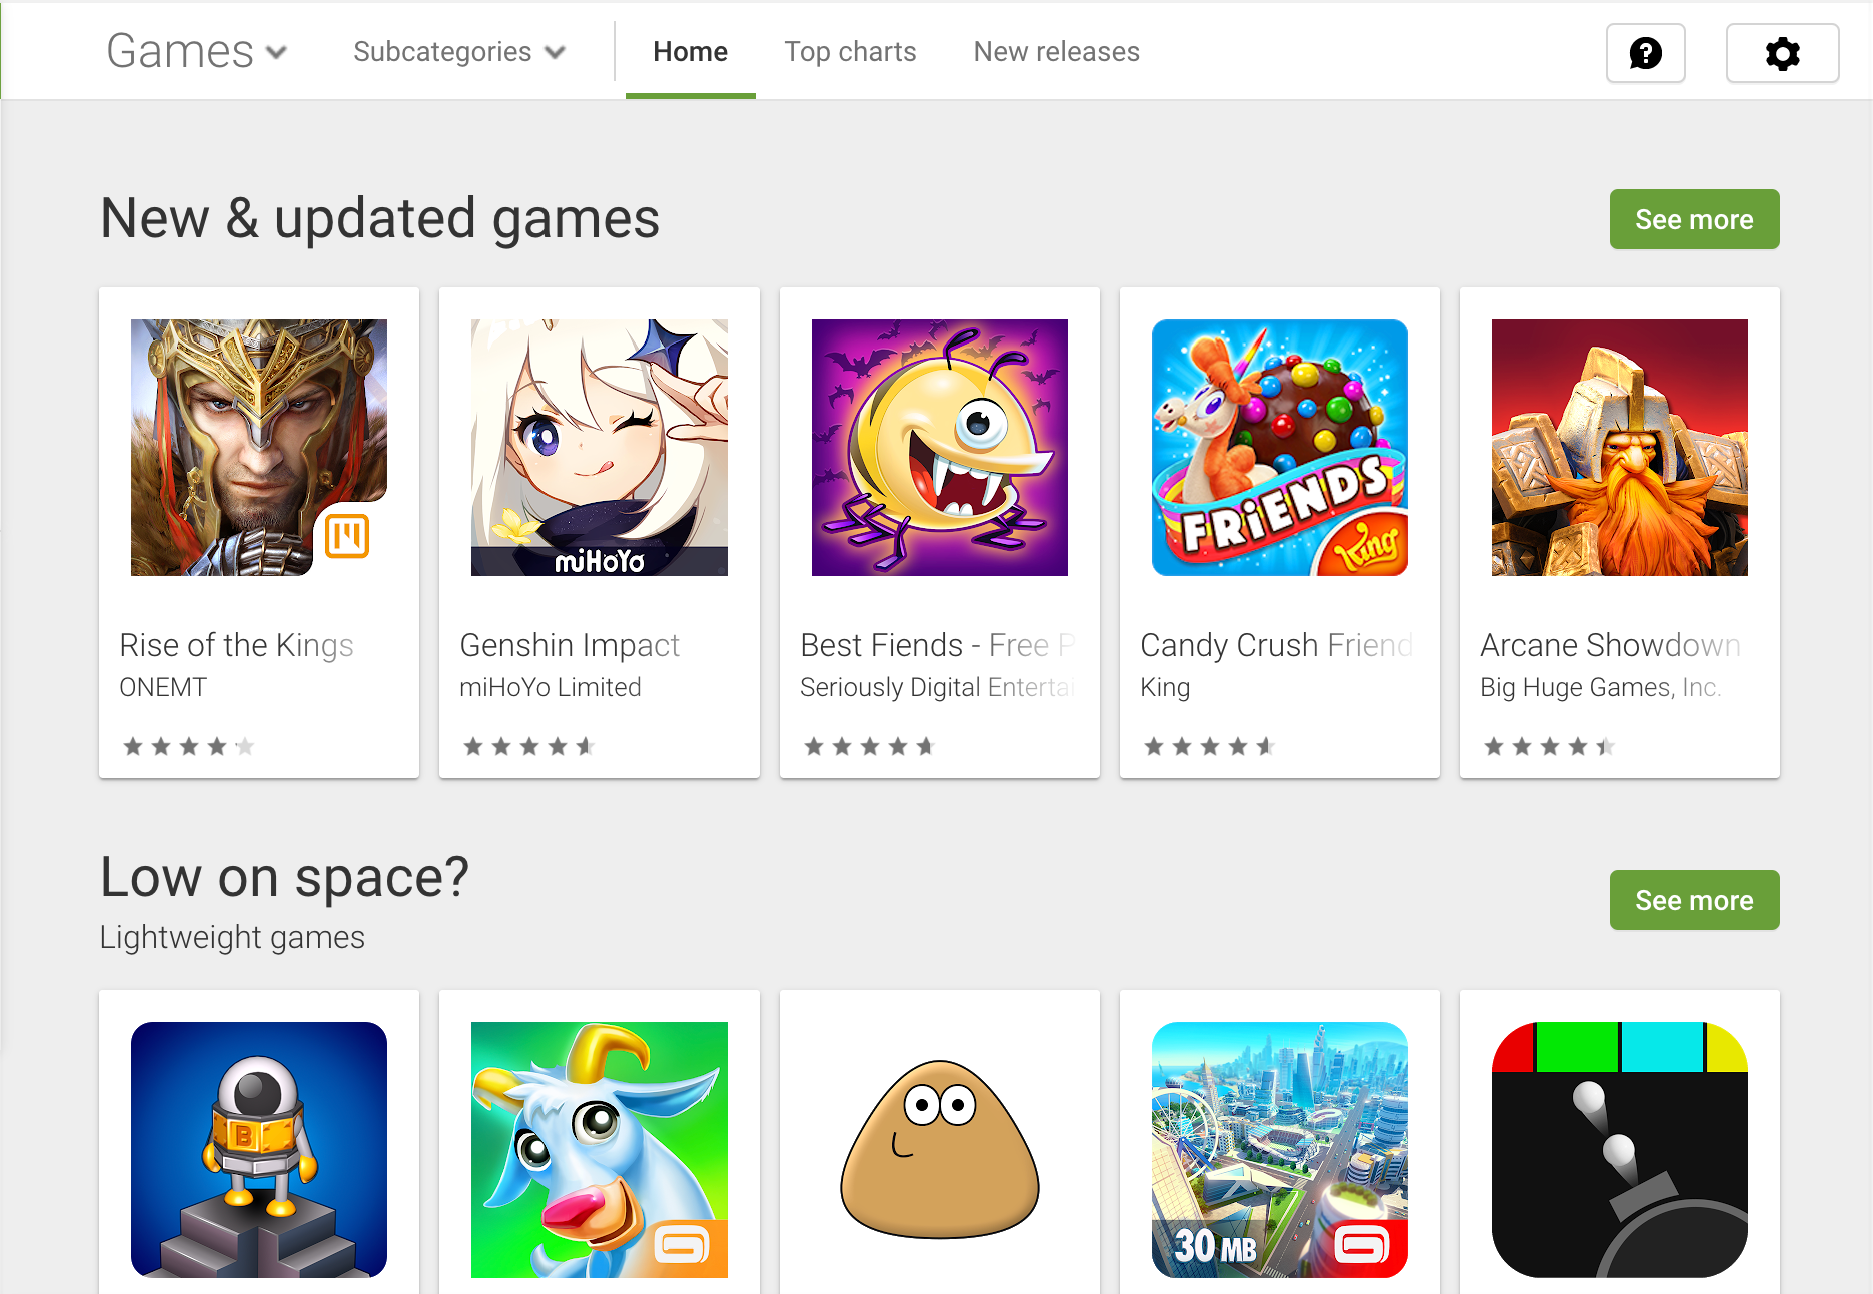 Games
Subcategories
Home
Top charts
New releases
New & updated games
See more
miHoYo
FRiENDS
King
Rise of the Kings
ONEMT
Genshin Impact
miHoYo Limited
Best Fiends - Free P
Seriously Digital Entertai
Candy Crush Friend
King
Arcane Showdown
Big Huge Games, Inc.
Low on space?
Lightweight games
See more
B
30 MB